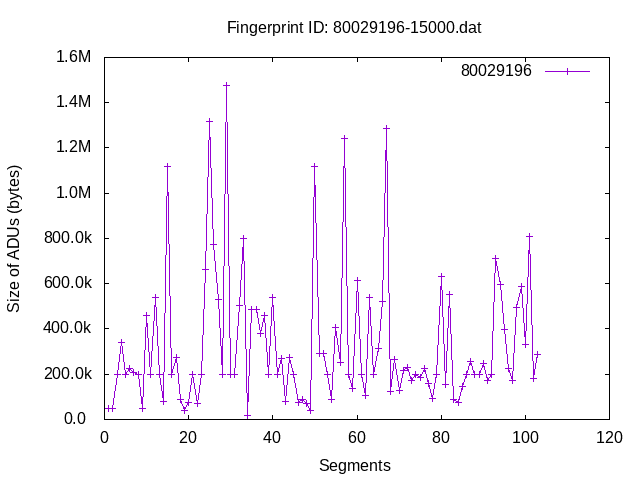 Fingerprint ID: 80029196-15000.dat
80029196
Size of ADUs (bytes)
1.6M
1.4M
1.2M
1.0M
800.0k
600.0k
400.0k
200.0k
0.0
0 20 40 60 80 100 120
Segments